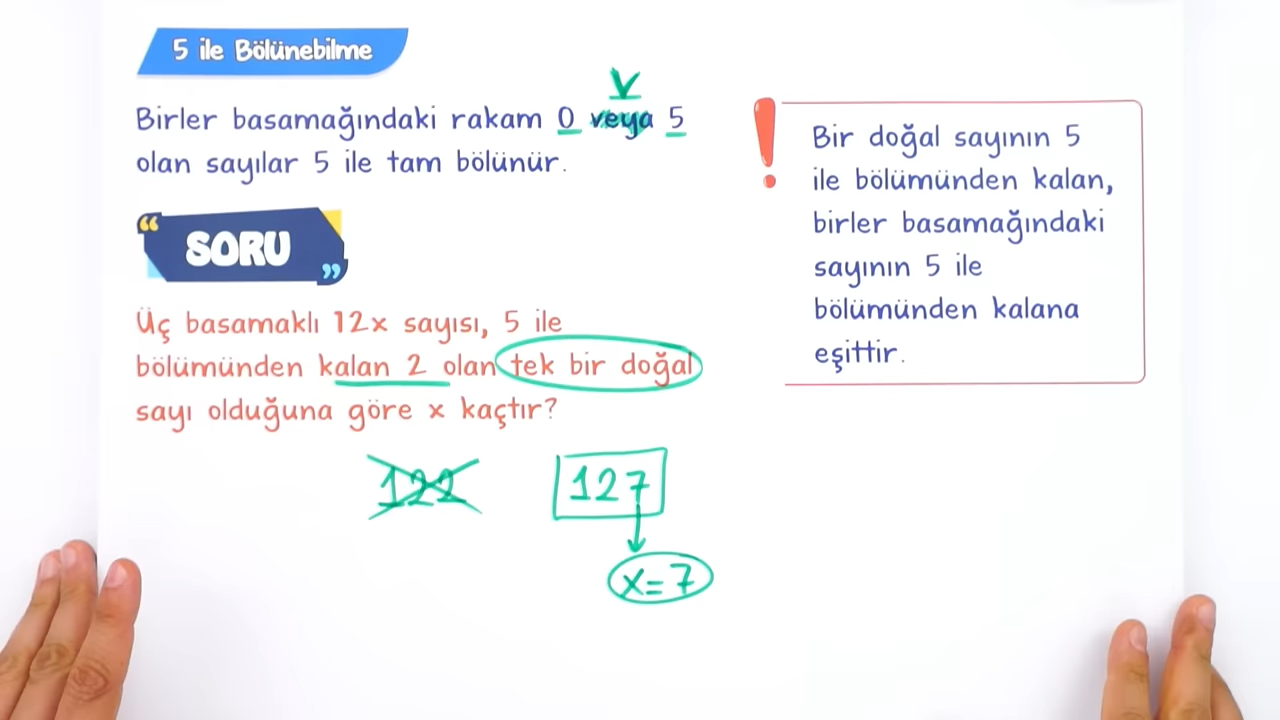 5 ile Bölünebilme
V
Birler basamağındaki rakam 0 veya 5
olan sayılar 5 ile tam bölünür.
“ SORU ”
Üç basamaklı 12x sayısı, 5 ile
bölümünden kalan 2 olan tek bir doğal
sayı olduğuna göre x kaçtır?
122
127
x=7
!
Bir doğal sayının 5
ile bölümünden kalan,
birler basamağındaki
sayının 5 ile
bölümünden kalana
eşittir.